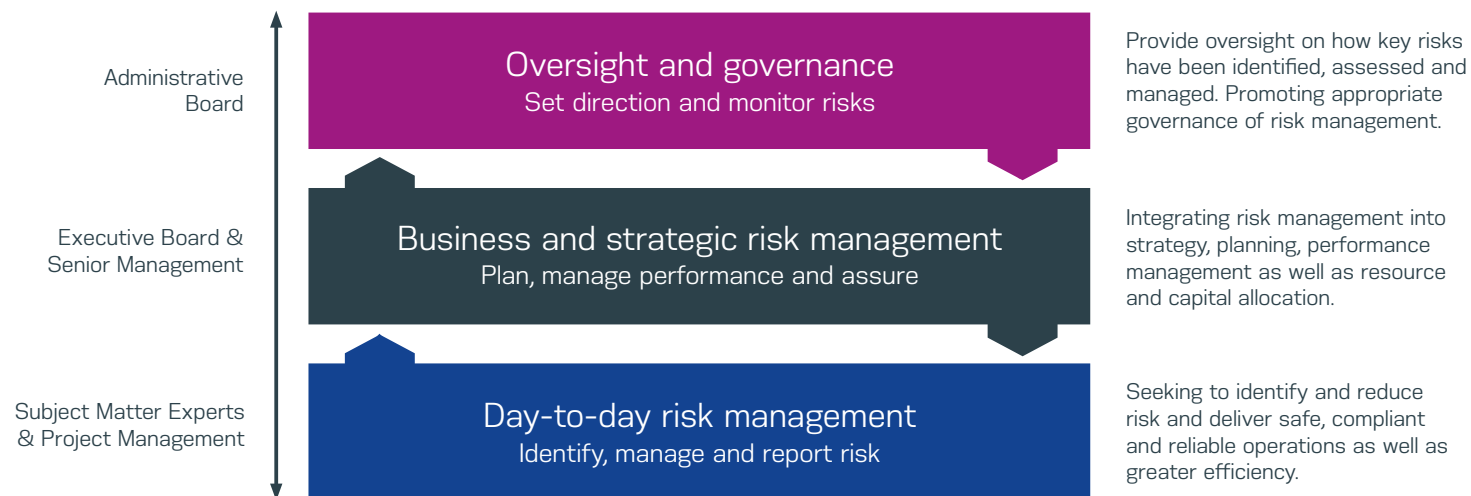 Administrative
Board
Oversight and governance
Set direction and monitor risks
Provide oversight on how key risks
have been identified, assessed and
managed. Promoting appropriate
governance of risk management.
Executive Board &
Senior Management
Business and strategic risk management
Plan, manage performance and assure
Integrating risk management into
strategy, planning, performance
management as well as resource
and capital allocation.
Subject Matter Experts
& Project Management
Day-to-day risk management
Identify, manage and report risk
Seeking to identify and reduce
risk and deliver safe, compliant
and reliable operations as well as
greater efficiency.